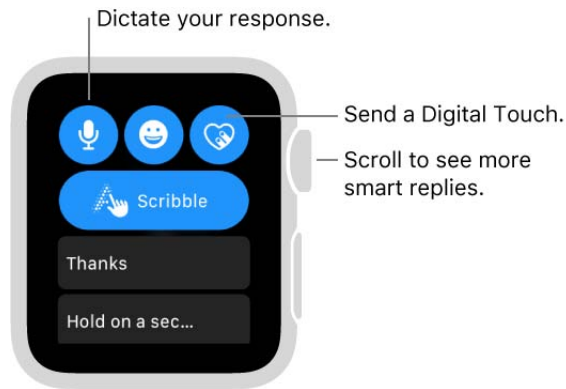 Dictate your response.
Send a Digital Touch.
Scroll to see more
smart replies.
Scribble
Thanks
Hold on a sec...